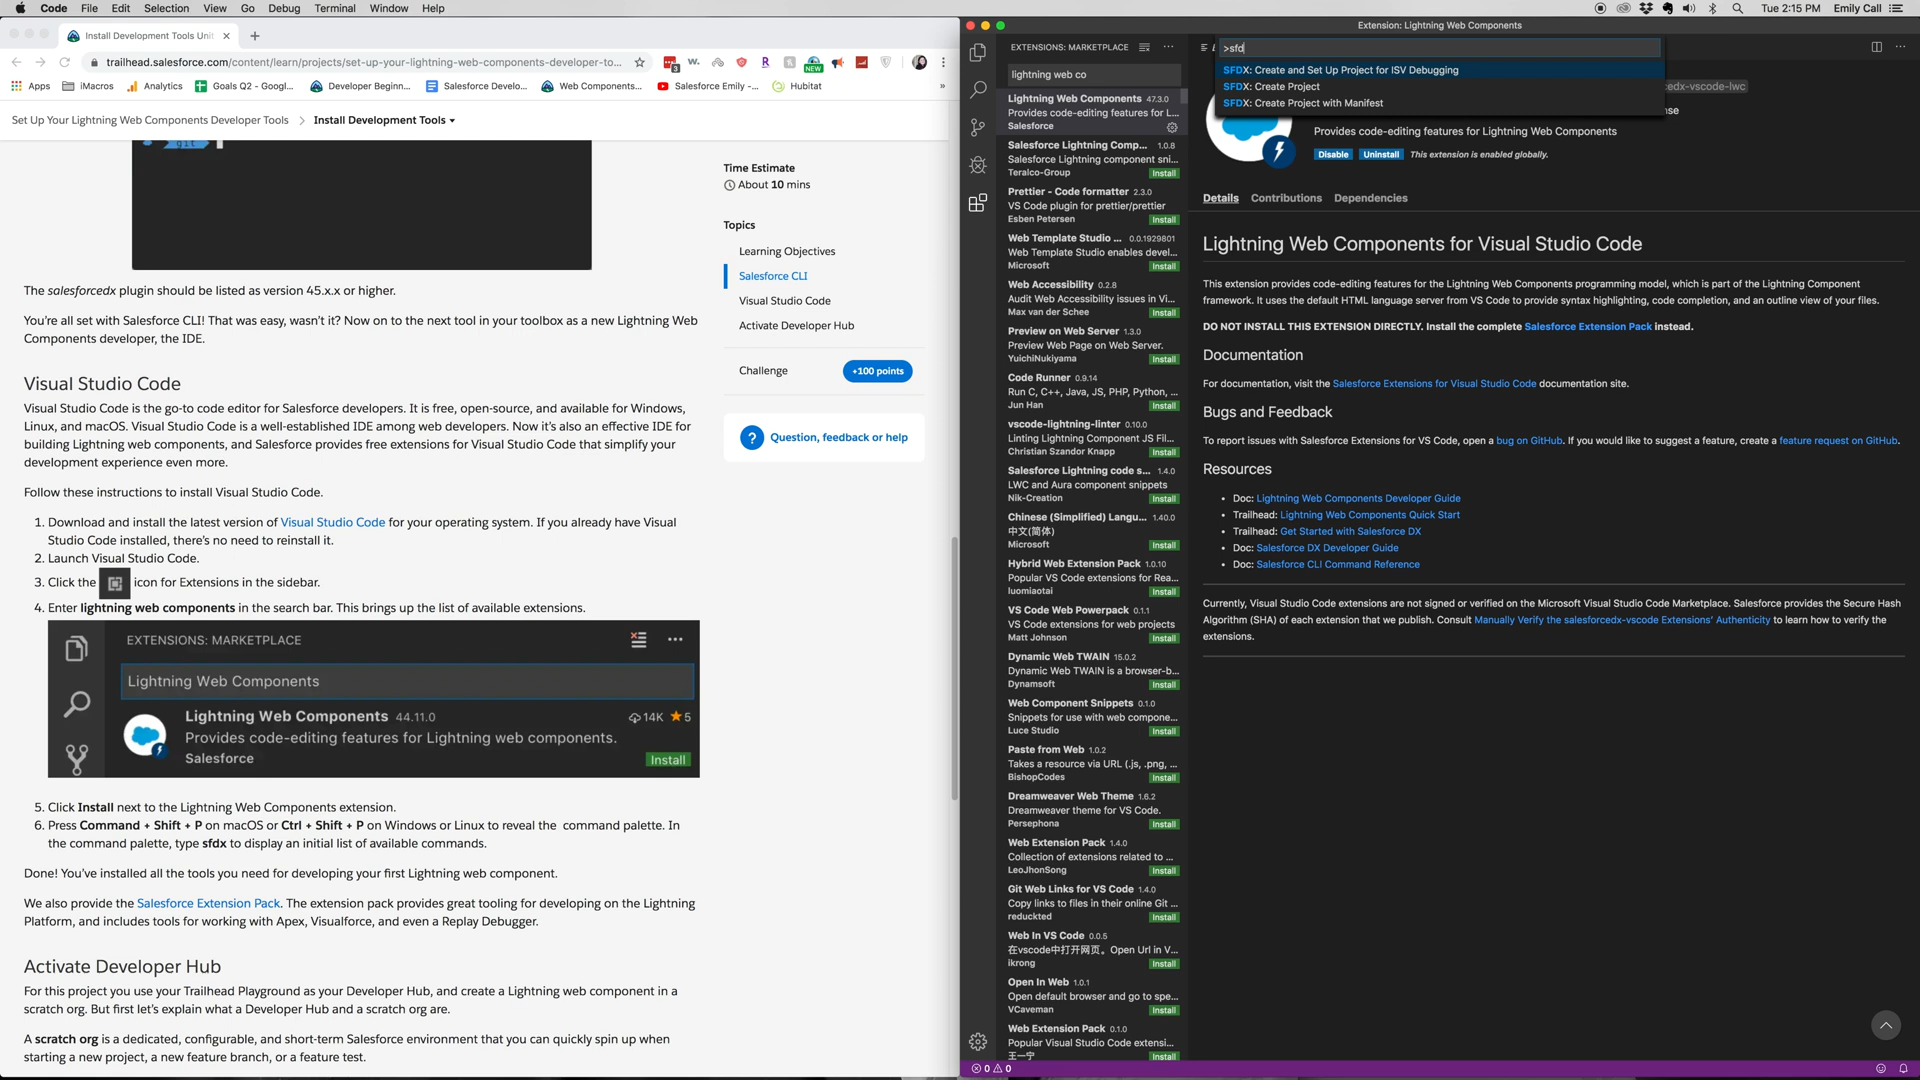 Code File Edit Selection View Go Debug Terminal Window Help
Tue 2:15 PM Emily Call
Install Development Tools Unit
trailhead.salesforce.com/content/learn/projects/set-up-your-lightning-web-components-developer-to...
Apps iMacros Analytics Goals Q2 - Googl... Developer Beginn... Salesforce Develo... Web Components... Salesforce Emily -... Hubitat »
Set Up Your Lightning Web Components Developer Tools > Install Development Tools
git
The salesforcedx plugin should be listed as version 45.x.x or higher.
You're all set with Salesforce CLI! That was easy, wasn't it? Now on to the next tool in your toolbox as a new Lightning Web
Components developer, the IDE.
Visual Studio Code
Visual Studio Code is the go-to code editor for Salesforce developers. It is free, open-source, and available for Windows,
Linux, and macOS. Visual Studio Code is a well-established IDE among web developers. Now it's also an effective IDE for
building Lightning web components, and Salesforce provides free extensions for Visual Studio Code that simplify your
development experience even more.
Follow these instructions to install Visual Studio Code.
1. Download and install the latest version of Visual Studio Code for your operating system. If you already have Visual
Studio Code installed, there's no need to reinstall it.
2. Launch Visual Studio Code.
3. Click the icon for Extensions in the sidebar.
4. Enter lightning web components in the search bar. This brings up the list of available extensions.
EXTENSIONS: MARKETPLACE
Lightning Web Components
Lightning Web Components 44.11.0 14K 5
Provides code-editing features for Lightning web components.
Salesforce Install
5. Click Install next to the Lightning Web Components extension.
6. Press Command + Shift + P on macOS or Ctrl + Shift + P on Windows or Linux to reveal the command palette. In
the command palette, type sfdx to display an initial list of available commands.
Done! You've installed all the tools you need for developing your first Lightning web component.
We also provide the Salesforce Extension Pack. The extension pack provides great tooling for developing on the Lightning
Platform, and includes tools for working with Apex, Visualforce, and even a Replay Debugger.
Activate Developer Hub
For this project you use your Trailhead Playground as your Developer Hub, and create a Lightning web component in a
scratch org. But first let's explain what a Developer Hub and a scratch org are.
A scratch org is a dedicated, configurable, and short-term Salesforce environment that you can quickly spin up when
starting a new project, a new feature branch, or a feature test.
Time Estimate
About 10 mins
Topics
Learning Objectives
Salesforce CLI
Visual Studio Code
Activate Developer Hub
Challenge +100 points
? Question, feedback or help
Extension: Lightning Web Components
EXTENSIONS: MARKETPLACE
lightning web co
Lightning Web Components 47.3.0
Provides code-editing features for L...
Salesforce
Salesforce Lightning Comp... 1.0.8
Salesforce Lightning component sni...
Teralco-Group Install
Prettier - Code formatter 2.3.0
VS Code plugin for prettier/prettier
Esben Petersen Install
Web Template Studio ... 0.0.1929801
Web Template Studio enables devel...
Microsoft Install
Web Accessibility 0.2.8
Audit Web Accessibility issues in Vi...
Max van der Schee Install
Preview on Web Server 1.3.0
Preview Web Page on Web Server.
YuichiNukiyama Install
Code Runner 0.9.14
Run C, C++, Java, JS, PHP, Python, ...
Jun Han Install
vscode-lightning-linter 0.10.0
Linting Lightning Component JS Fil...
Christian Szandor Knapp Install
Salesforce Lightning code s... 1.4.0
LWC and Aura component snippets
Nik-Creation Install
Chinese (Simplified) Langu... 1.40.0
中文(简体)
Microsoft Install
Hybrid Web Extension Pack 1.0.10
Popular VS Code extensions for Rea...
luomiaotai Install
VS Code Web Powerpack 0.1.1
VS Code extensions for web projects
Matt Johnson Install
Dynamic Web TWAIN 15.0.2
Dynamic Web TWAIN is a browser-b...
Dynamsoft Install
Web Component Snippets 0.1.0
Snippets for use with web compone...
Luce Studio Install
Paste from Web 1.0.2
Takes a resource via URL (.js, .png, ...
BishopCodes Install
Dreamweaver Web Theme 1.6.2
Dreamweaver theme for VS Code.
Persephona Install
Web Extension Pack 1.4.0
Collection of extensions related to ...
LeoJhonSong Install
Git Web Links for VS Code 1.4.0
Copy links to files in their online Git ...
reduckted Install
Web In VS Code 0.0.5
在vscode中打开网页。Open Url in V...
ikrong Install
Open In Web 1.0.1
Open default browser and go to spe...
VCaveman Install
Web Extension Pack 0.1.0
Popular Visual Studio Code extensi...
王一宁 Install
>sfd
SFDX: Create and Set Up Project for ISV Debugging
SFDX: Create Project
SFDX: Create Project with Manifest
cedx-vscode-lwc
nse
Provides code-editing features for Lightning Web Components
Disable Uninstall This extension is enabled globally.
Details Contributions Dependencies
Lightning Web Components for Visual Studio Code
This extension provides code-editing features for the Lightning Web Components programming model, which is part of the Lightning Component
framework. It uses the default HTML language server from VS Code to provide syntax highlighting, code completion, and an outline view of your files.
DO NOT INSTALL THIS EXTENSION DIRECTLY. Install the complete Salesforce Extension Pack instead.
Documentation
For documentation, visit the Salesforce Extensions for Visual Studio Code documentation site.
Bugs and Feedback
To report issues with Salesforce Extensions for VS Code, open a bug on GitHub. If you would like to suggest a feature, create a feature request on GitHub.
Resources
• Doc: Lightning Web Components Developer Guide
• Trailhead: Lightning Web Components Quick Start
• Trailhead: Get Started with Salesforce DX
• Doc: Salesforce DX Developer Guide
• Doc: Salesforce CLI Command Reference
Currently, Visual Studio Code extensions are not signed or verified on the Microsoft Visual Studio Code Marketplace. Salesforce provides the Secure Hash
Algorithm (SHA) of each extension that we publish. Consult Manually Verify the salesforcedx-vscode Extensions' Authenticity to learn how to verify the
extensions.
0 0